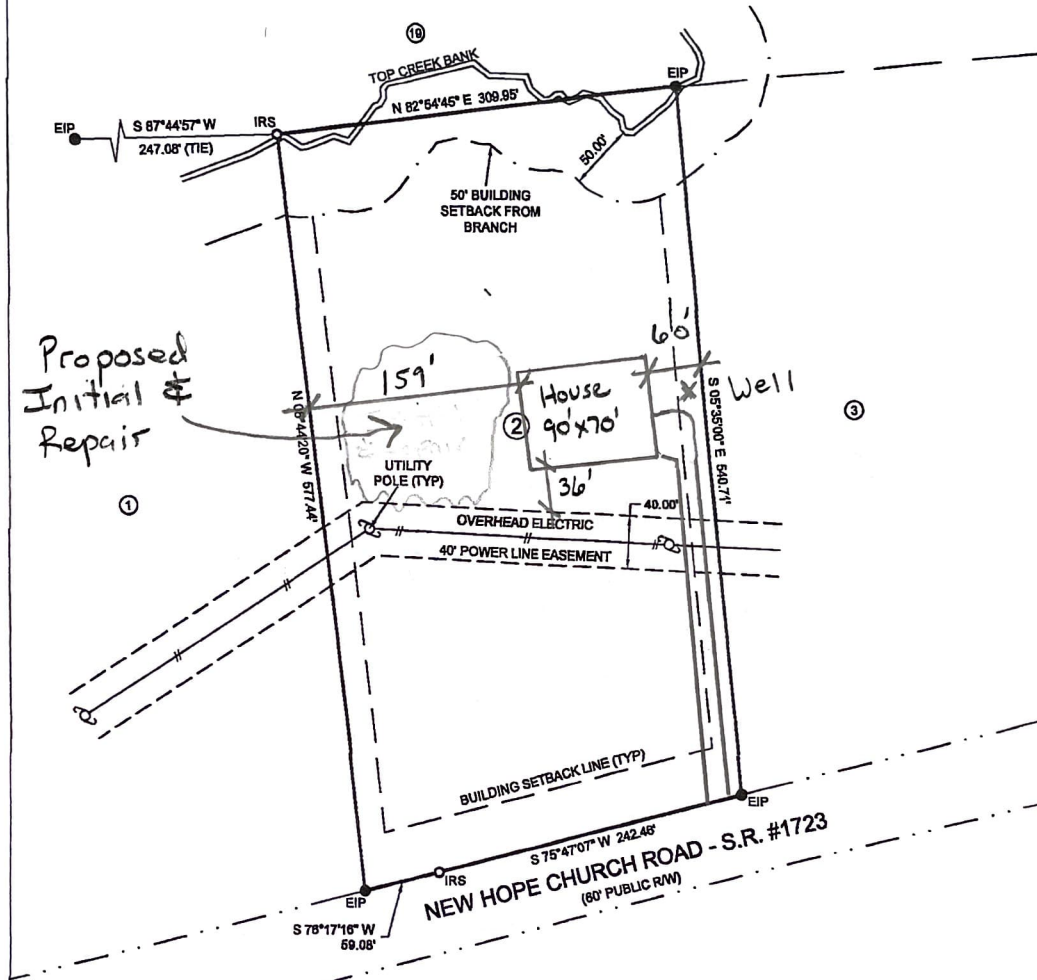 19
TOP CREEK BANK
EIP
N 82°54'45" E 309.95'
IRS
S 87°44'57" W
247.08' (TIE)
EIP
50.00'
50' BUILDING
SETBACK FROM
BRANCH
60'
Proposed
Initial &
Repair
159'
House
90'x70'
2
Well
3
N 06°44'20" W 577.44'
S 05°35'00" E 540.71'
1
UTILITY
POLE (TYP)
36'
40.00'
OVERHEAD ELECTRIC
40' POWER LINE EASEMENT
BUILDING SETBACK LINE (TYP)
EIP
S 75°47'07" W 242.46'
IRS
NEW HOPE CHURCH ROAD - S.R. #1723
(60' PUBLIC R/W)
EIP
S 76°17'16" W
59.08'